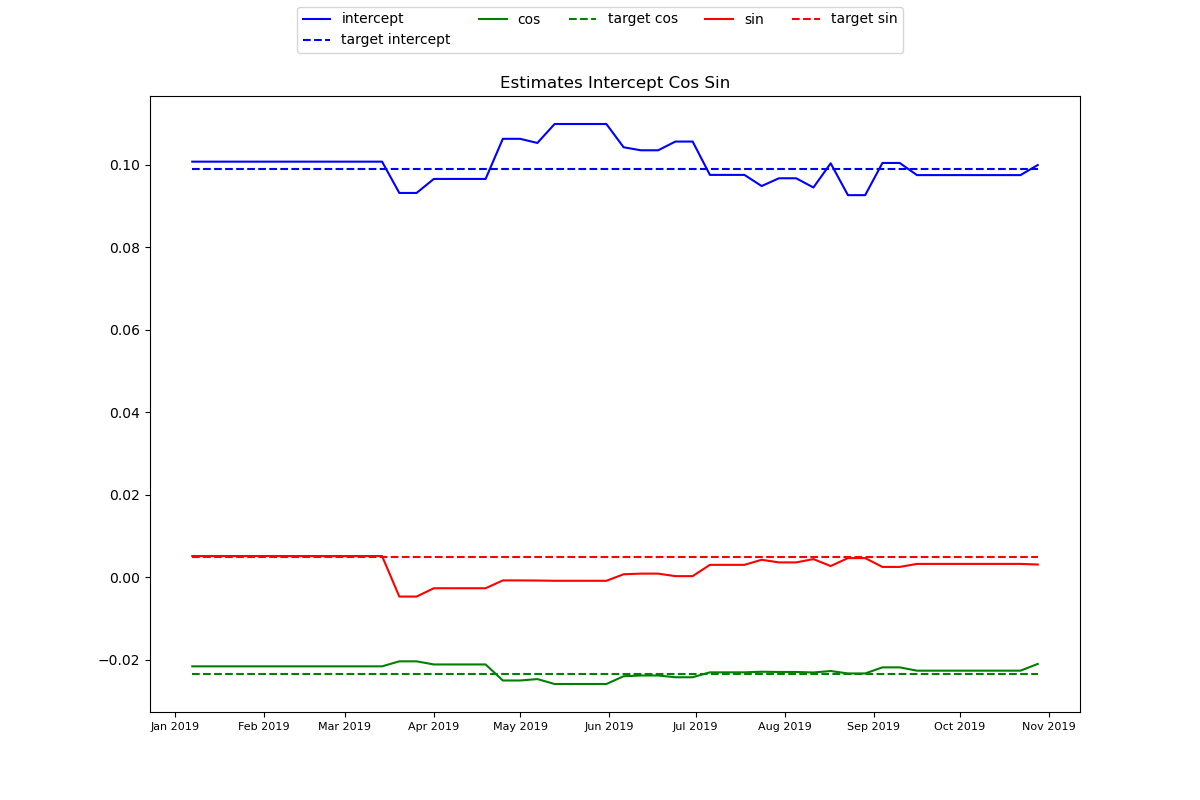 intercept cos target cos sin target sin
target intercept
Estimates Intercept Cos Sin
0.10
0.08
0.06
0.04
0.02
0.00
−0.02
Jan 2019 Feb 2019 Mar 2019 Apr 2019 May 2019 Jun 2019 Jul 2019 Aug 2019 Sep 2019 Oct 2019 Nov 2019